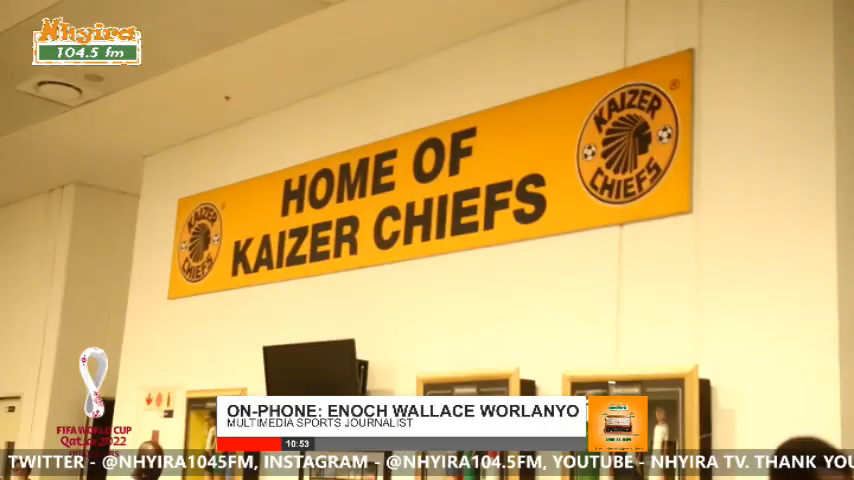 Nhyira
104.5 fm
HOME OF
KAIZER CHIEFS
KAIZER
CHIEFS
KAIZER
CHIEFS
®
FIFA WORLD CUP
Qatar2022
ON-PHONE: ENOCH WALLACE WORLANYO
MULTIMEDIA SPORTS JOURNALIST
10:53
TWITTER - @NHYIRA1045FM, INSTAGRAM - @NHYIRA104.5FM, YOUTUBE - NHYIRA TV. THANK YOU